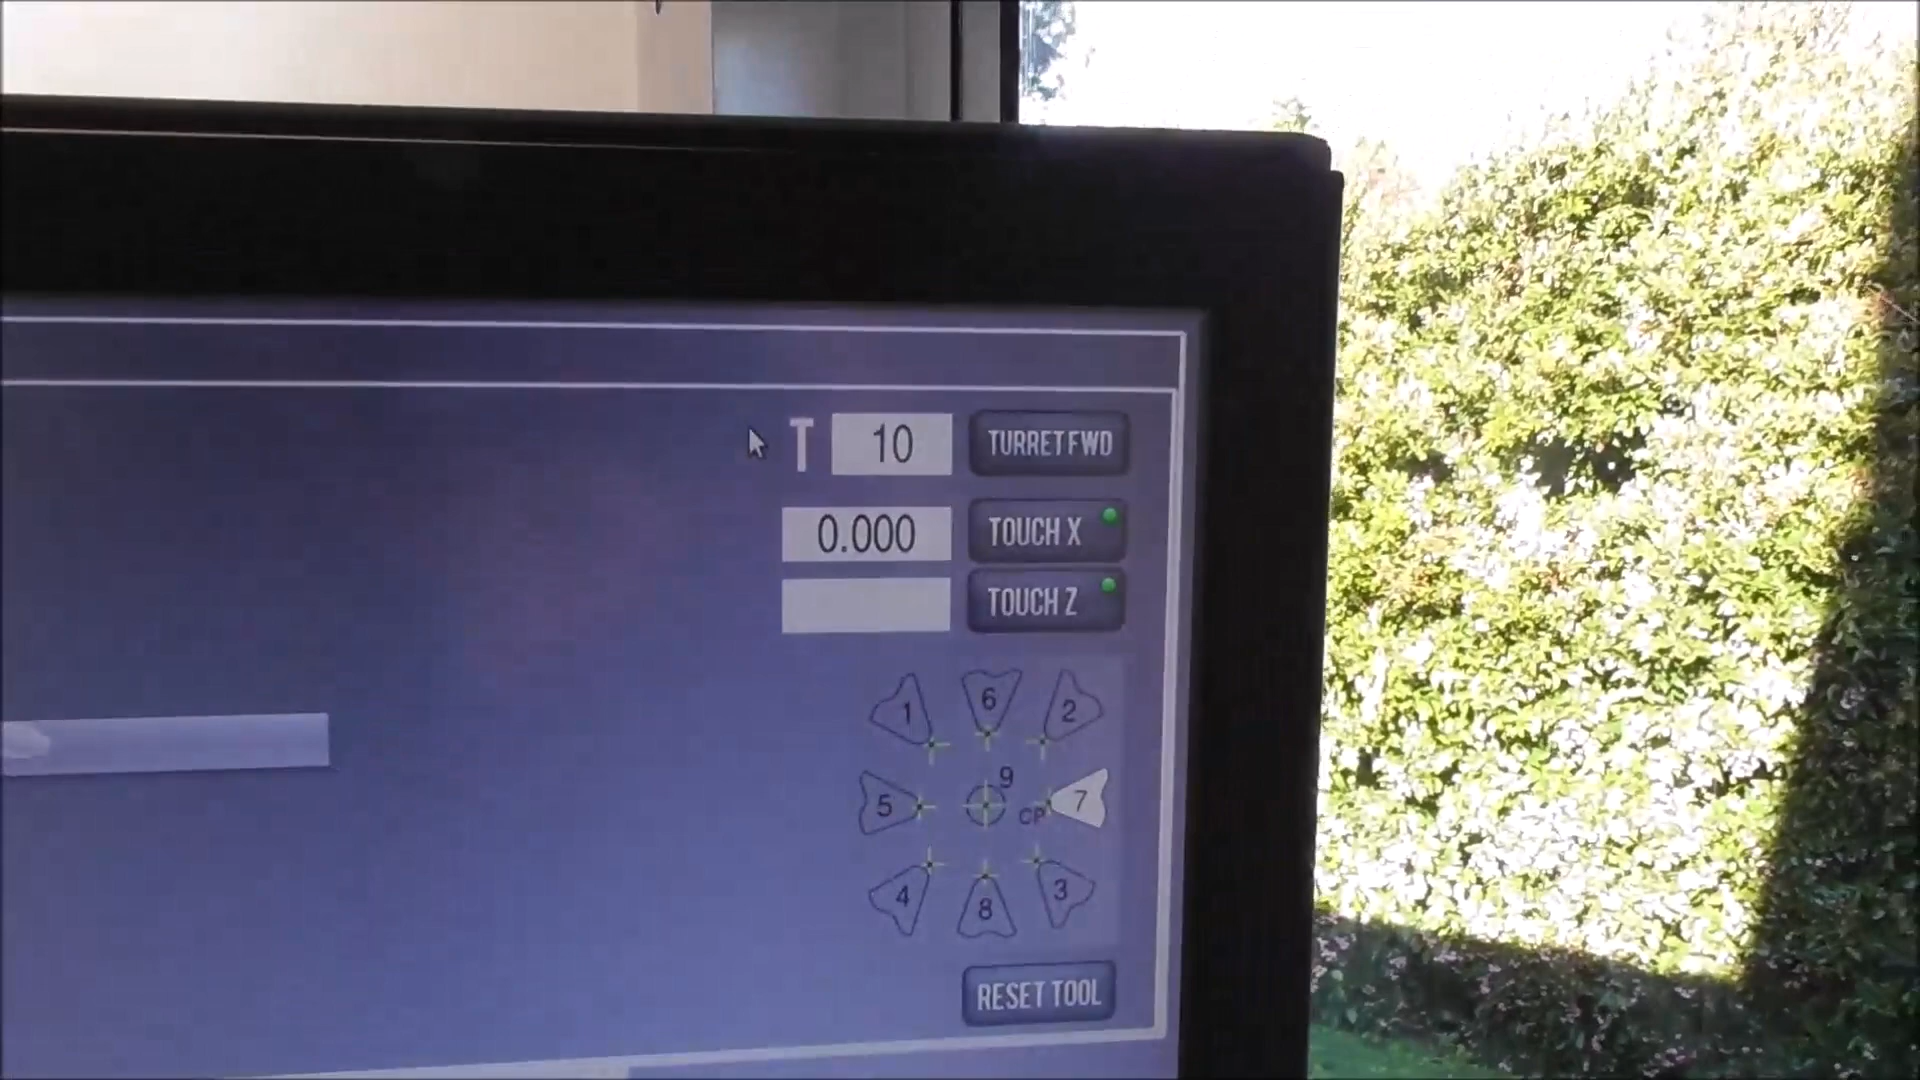 T 10 TURRET FWD
0.000 TOUCH X
TOUCH Z
1 6 2
5 9 CP 7
4 8 3
RESET TOOL